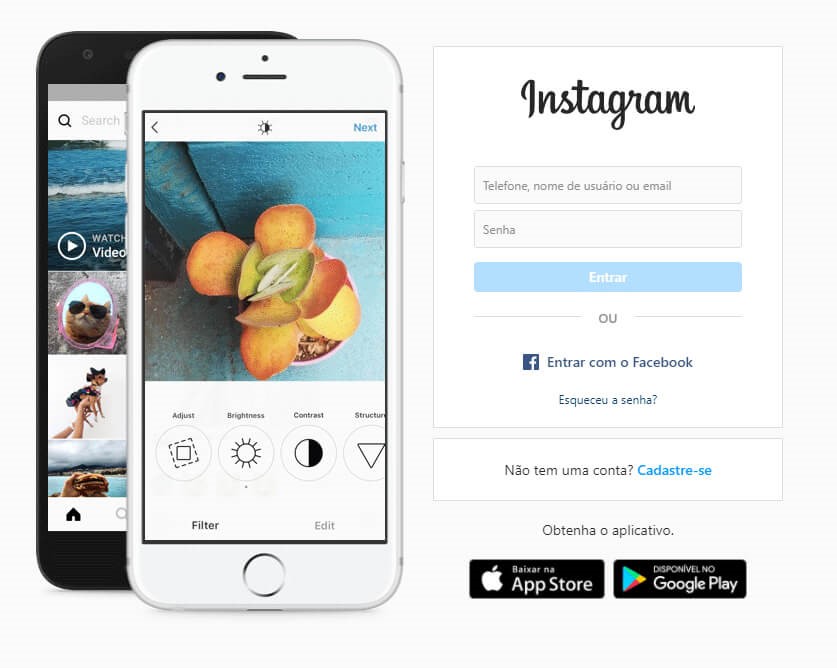 Search
WATCH
Video
Next
Adjust
Brightness
Contrast
Structure
Filter
Edit
Instagram
Telefone, nome de usuário ou email
Senha
Entrar
OU
Entrar com o Facebook
Esqueceu a senha?
Não tem uma conta? Cadastre-se
Obtenha o aplicativo.
Baixar na
App Store
DISPONÍVEL NO
Google Play